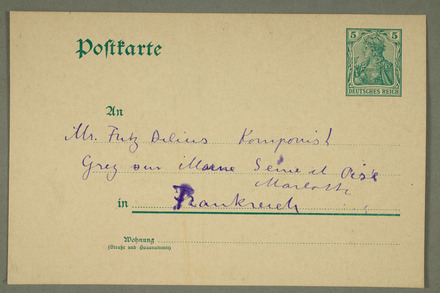 Postkarte
5 5
DEUTSCHES REICH
An
Mr. Fritz Delius Komponist
Grez sur Marne Seine et Oise
Marlotte
in Frankreich
Wohnung
(Straße und Hausnummer)